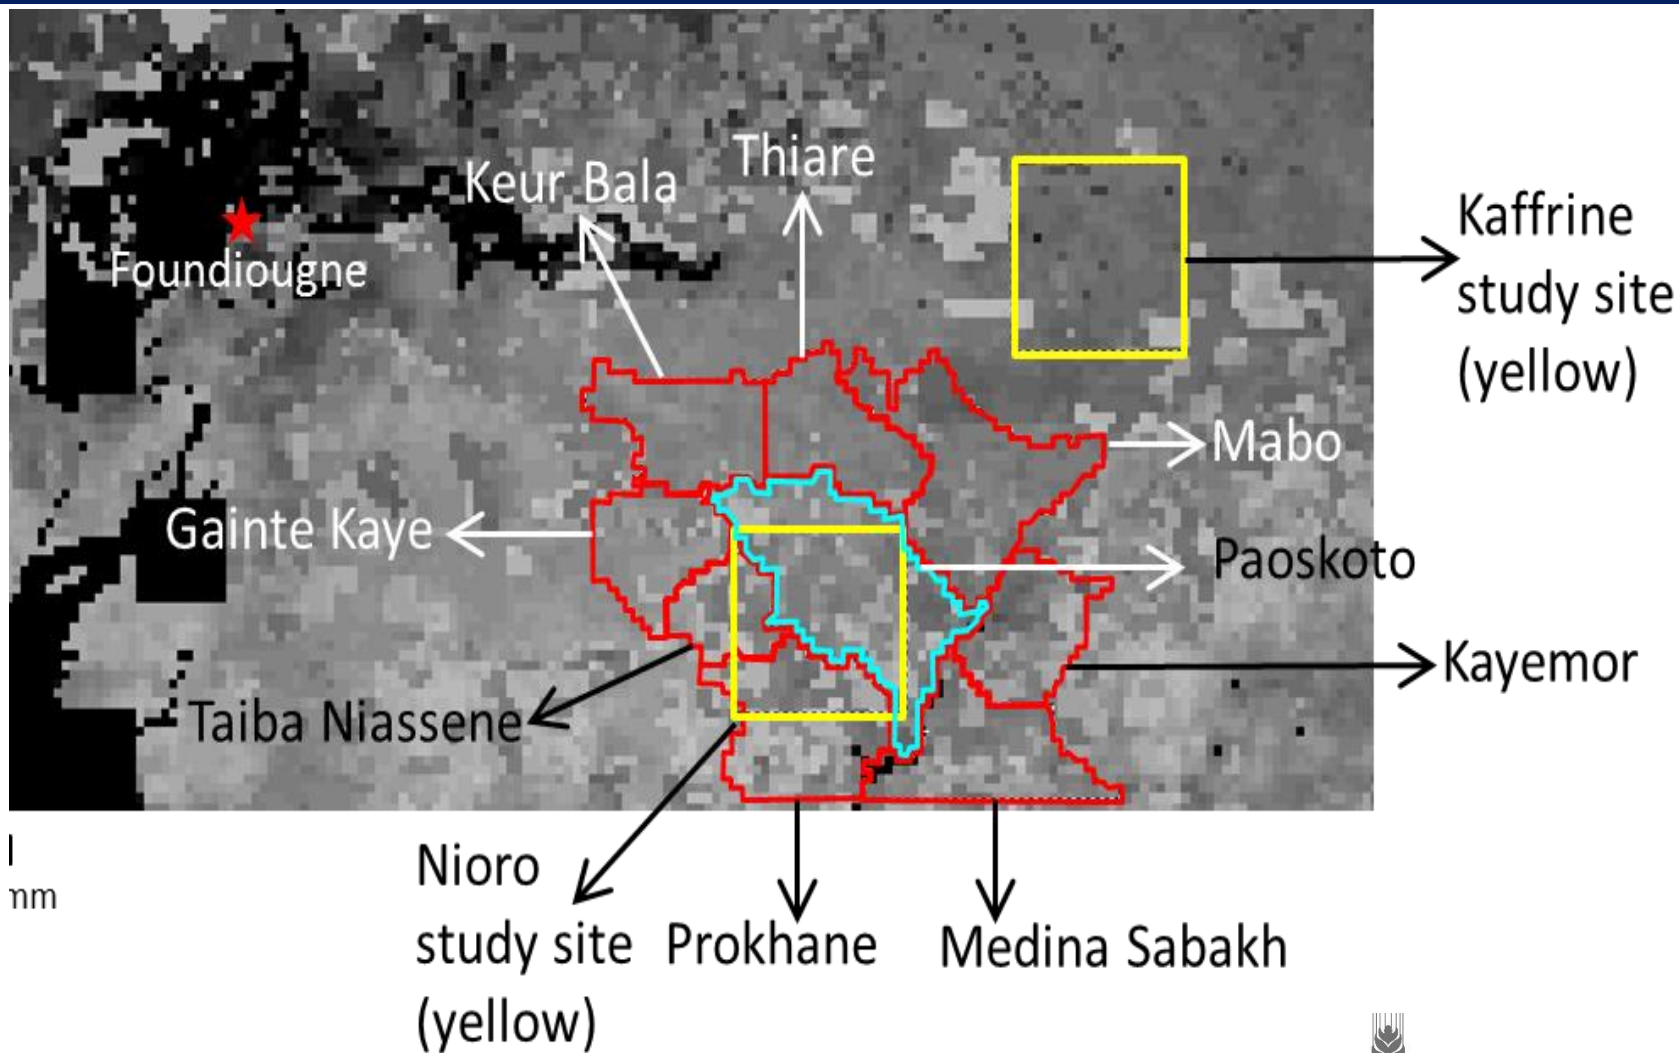 Thiare
Keur Bala
Kaffrine
study site
(yellow)
Foundiougne
Mabo
Gainte Kaye
Paoskoto
Kayemor
Taiba Niassene
Nioro
study site
(yellow)
Prokhane
Medina Sabakh
mm